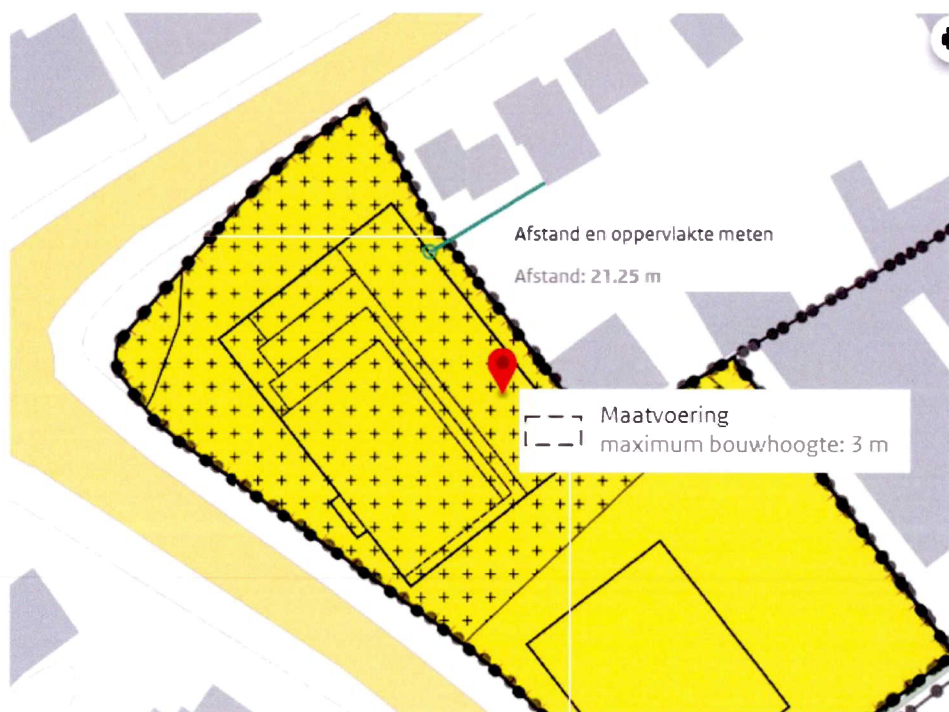 Afstand en oppervlakte meten
Afstand: 21.25 m
Maatvoering
maximum bouwhoogte: 3 m